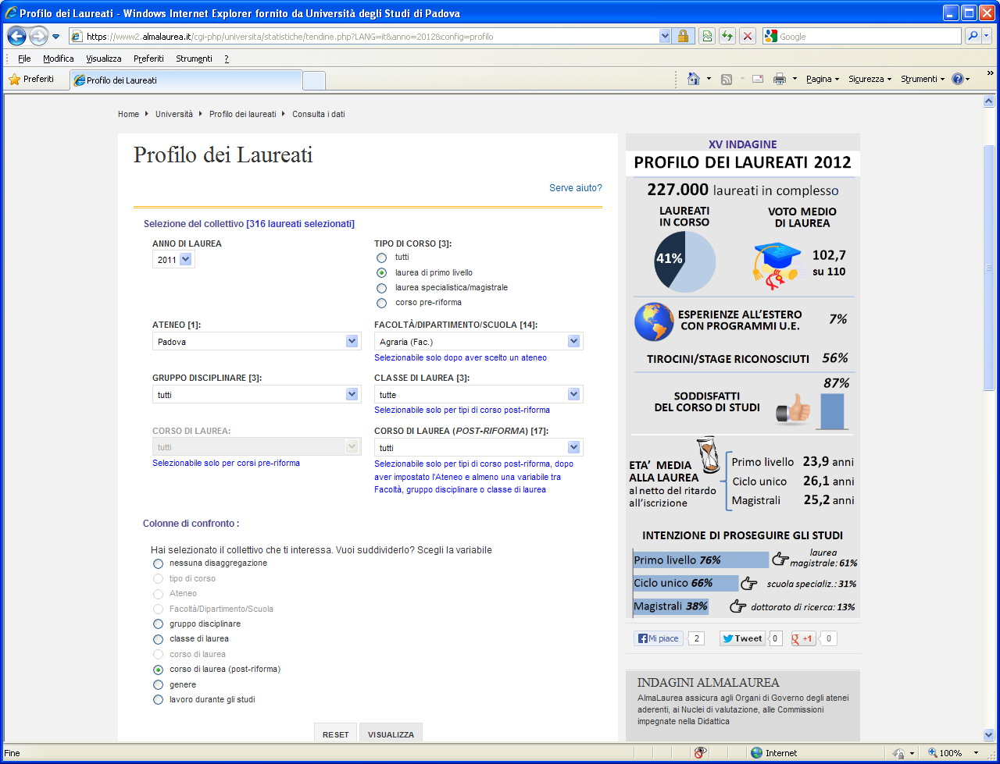 Profilo dei Laureati - Windows Internet Explorer fornito da Università degli Studi di Padova
https://www2.almalaurea.it/cgi-php/universita/statistiche/tendine.php?LANG=it&anno=2012&config=profilo
Google
File Modifica Visualizza Preferiti Strumenti ?
Preferiti Profilo dei Laureati Pagina Sicurezza Strumenti
Home Università Profilo dei laureati Consulta i dati
Profilo dei Laureati
Serve aiuto?
Selezione del collettivo [316 laureati selezionati]
ANNO DI LAUREA
2011
TIPO DI CORSO [3]:
tutti
laurea di primo livello
laurea specialistica/magistrale
corso pre-riforma
ATENEO [1]:
Padova
FACOLTÀ/DIPARTIMENTO/SCUOLA [14]:
Agraria (Fac.)
Selezionabile solo dopo aver scelto un ateneo
GRUPPO DISCIPLINARE [3]:
tutti
CLASSE DI LAUREA [3]:
tutte
Selezionabile solo per tipi di corso post-riforma
CORSO DI LAUREA:
tutti
Selezionabile solo per corsi pre-riforma
CORSO DI LAUREA (POST-RIFORMA) [17]:
tutti
Selezionabile solo per tipi di corso post-riforma, dopo
aver impostato l'Ateneo e almeno una variabile tra
Facoltà, gruppo disciplinare o classe di laurea
Colonne di confronto :
Hai selezionato il collettivo che ti interessa. Vuoi suddividerlo? Scegli la variabile
nessuna disaggregazione
tipo di corso
Ateneo
Facoltà/Dipartimento/Scuola
gruppo disciplinare
classe di laurea
corso di laurea
corso di laurea (post-riforma)
genere
lavoro durante gli studi
RESET VISUALIZZA
XV INDAGINE
PROFILO DEI LAUREATI 2012
227.000 laureati in complesso
LAUREATI
IN CORSO
41%
VOTO MEDIO
DI LAUREA
102,7
su 110
ESPERIENZE ALL'ESTERO
CON PROGRAMMI U.E.
7%
TIROCINI/STAGE RICONOSCIUTI 56%
87%
SODDISFATTI
DEL CORSO DI STUDI
ETA' MEDIA
ALLA LAUREA
al netto del ritardo
all'iscrizione
Primo livello 23,9 anni
Ciclo unico 26,1 anni
Magistrali 25,2 anni
INTENZIONE DI PROSEGUIRE GLI STUDI
Primo livello 76%
laurea
magistrale: 61%
Ciclo unico 66% scuola specializ.: 31%
Magistrali 38% dottorato di ricerca: 13%
Mi piace 2 Tweet 0 +1 0
INDAGINI ALMALAUREA
AlmaLaurea assicura agli Organi di Governo degli atenei
aderenti, ai Nuclei di valutazione, alle Commissioni
impegnate nella Didattica
Fine Internet 100%